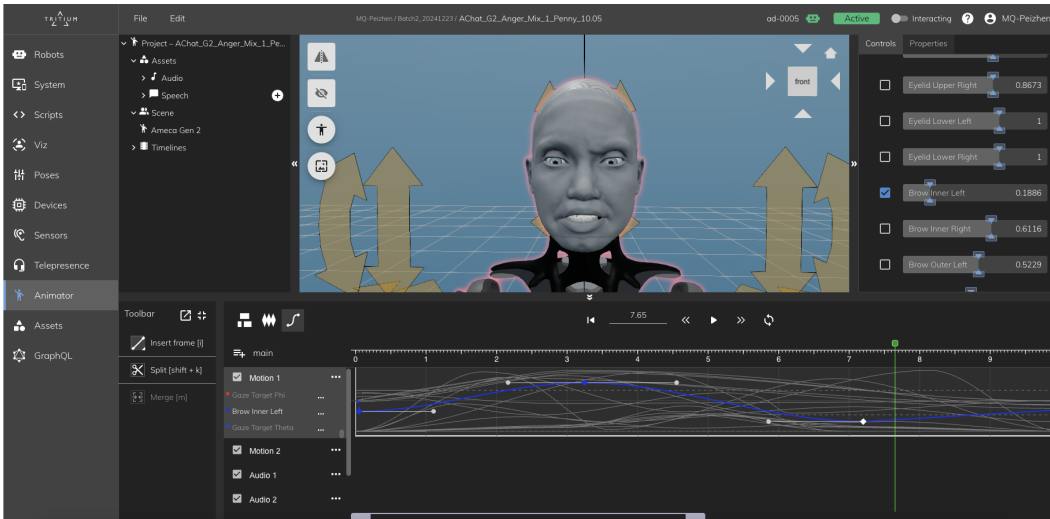 TRITIUM
File Edit
MQ-Peizhen / Batch2_20241223 / AChat_G2_Anger_Mix_1_Penny_10.05
ad-0005 Active Interacting ? MQ-Peizhen
Robots
System
Scripts
Viz
Poses
Devices
Sensors
Telepresence
Animator
Assets
GraphQL
Project – AChat_G2_Anger_Mix_1_Pe...
Assets
Audio
Speech
Scene
Ameca Gen 2
Timelines
front
Controls Properties
Eyelid Upper Right 0.8673
Eyelid Lower Left 1
Eyelid Lower Right 1
Brow Inner Left 0.1886
Brow Inner Right 0.6116
Brow Outer Left 0.5229
Toolbar
Insert frame [i]
Split [shift + k]
Merge [m]
7.65
main
0 1 2 3 4 5 6 7 8 9
Motion 1 ...
Gaze Target Phi ...
Brow Inner Left ...
Gaze Target Theta ...
Motion 2 ...
Audio 1 ...
Audio 2 ...